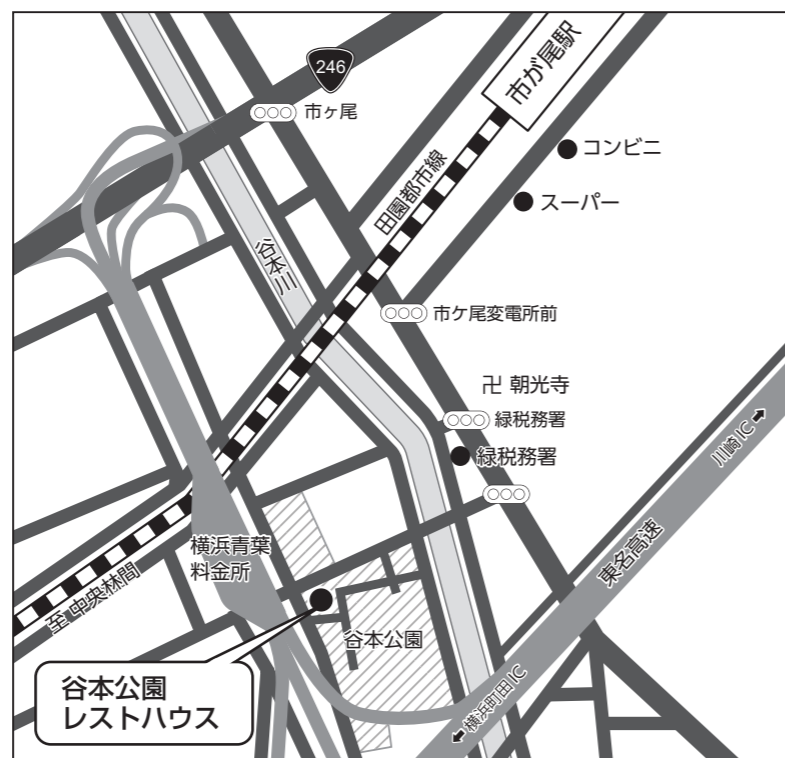 246
市が尾駅
市ヶ尾
コンビニ
田園都市線
スーパー
谷本川
市ケ尾変電所前
卍 朝光寺
緑税務署
川崎IC
緑税務署
横浜青葉
料金所
東名高速
至 中央林間
谷本公園
谷本公園
レストハウス
横浜町田IC